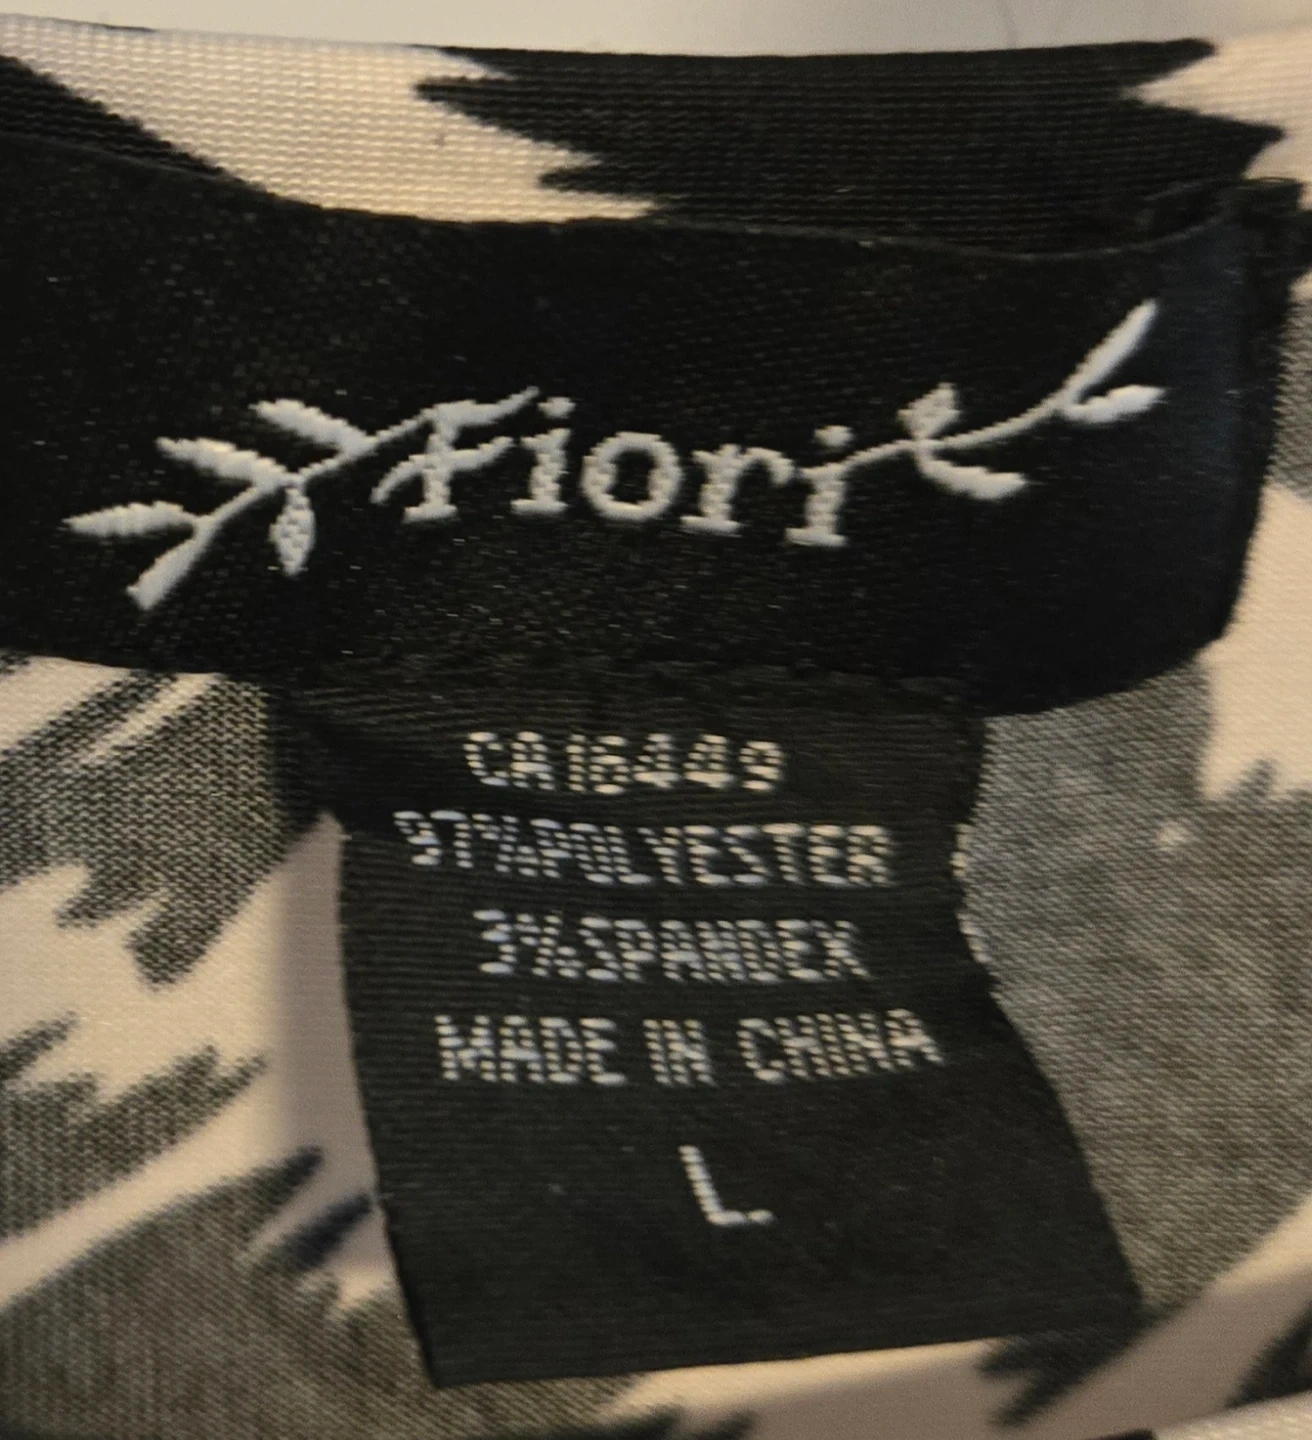 Fiori
CA16449
97%POLYESTER
3%SPANDEX
MADE IN CHINA
L.